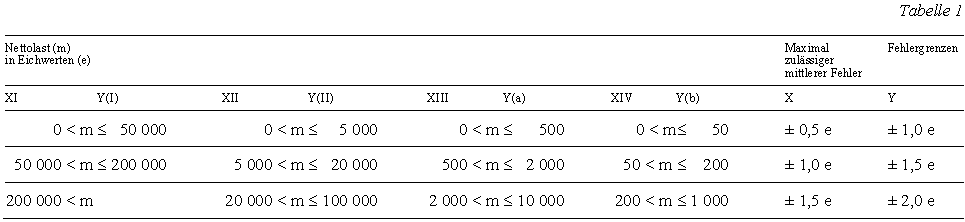 Tabelle 1
Nettolast (m) Maximal Fehlergrenzen
in Eichwerten (e) zulässiger
mittlerer Fehler
XI Y(I) XII Y(II) XIII Y(a) XIV Y(b) X Y
0 < m ≤ 50 000 0 < m ≤ 5 000 0 < m ≤ 500 0 < m ≤ 50 ± 0,5 e ± 1,0 e
50 000 < m ≤ 200 000 5 000 < m ≤ 20 000 500 < m ≤ 2 000 50 < m ≤ 200 ± 1,0 e ± 1,5 e
200 000 < m 20 000 < m ≤ 100 000 2 000 < m ≤ 10 000 200 < m ≤ 1 000 ± 1,5 e ± 2,0 e